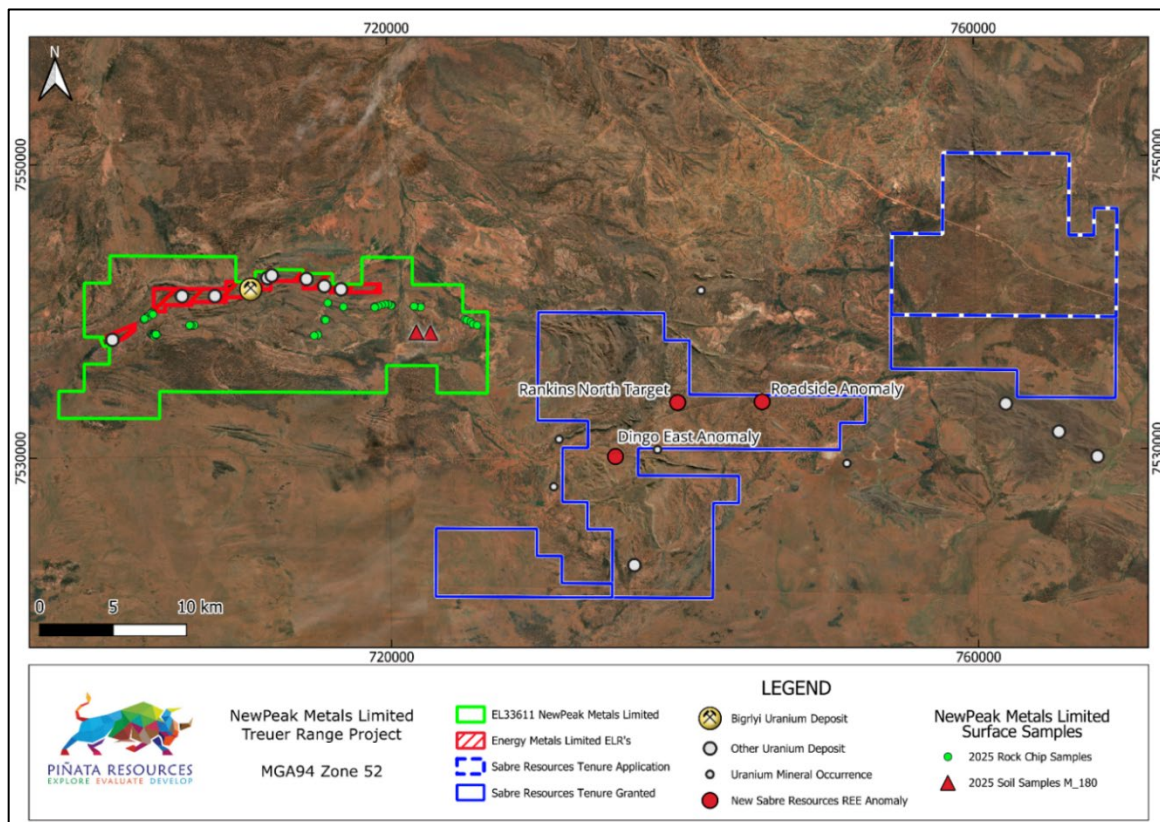 720000
760000
N
7550000
7550000
Rankins North Target
Roadside Anomaly
Dingo East Anomaly
7530000
7530000
0 5 10 km
720000
760000
PIÑATA RESOURCES
EXPLORE EVALUATE DEVELOP
NewPeak Metals Limited
Treuer Range Project
MGA94 Zone 52
LEGEND
EL33611 NewPeak Metals Limited
Energy Metals Limited ELR's
Sabre Resources Tenure Application
Sabre Resources Tenure Granted
Bigrlyi Uranium Deposit
Other Uranium Deposit
Uranium Mineral Occurrence
New Sabre Resources REE Anomaly
NewPeak Metals Limited
Surface Samples
2025 Rock Chip Samples
2025 Soil Samples M_180